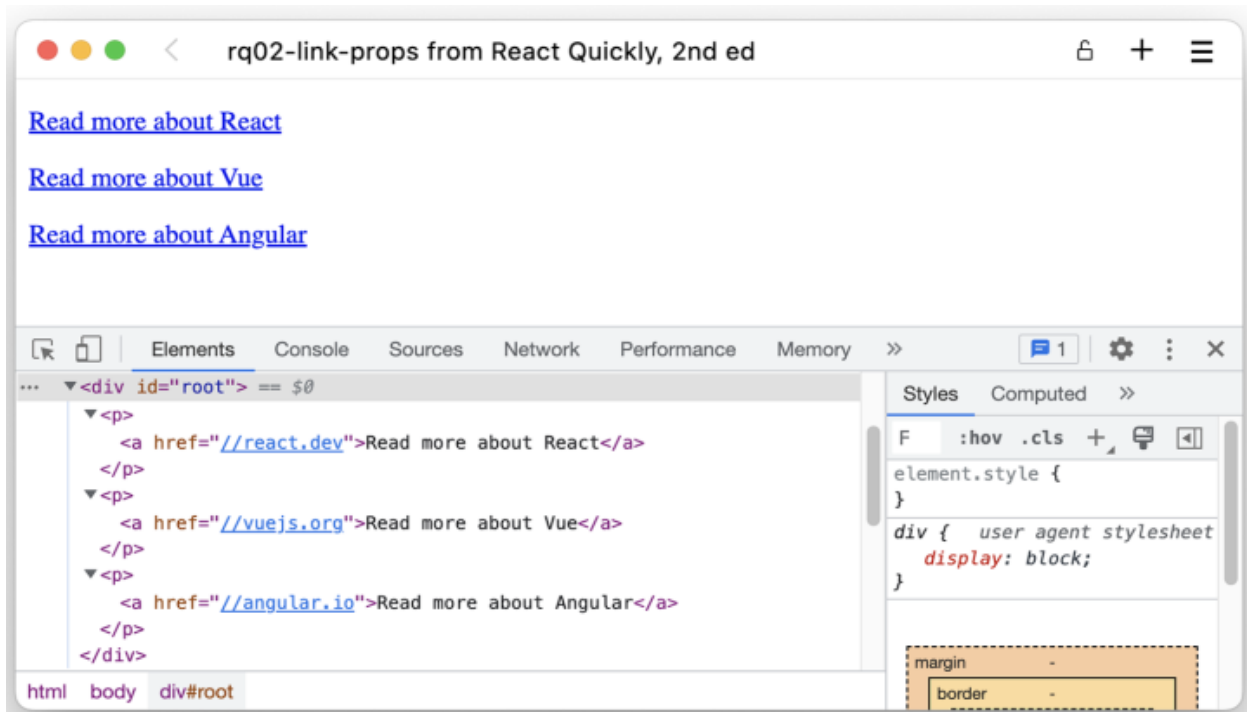 rq02-link-props from React Quickly, 2nd ed
Read more about React
Read more about Vue
Read more about Angular
Elements Console Sources Network Performance Memory » 1
… ▼<div id="root"> == $0
▼<p>
<a href="//react.dev">Read more about React</a>
</p>
▼<p>
<a href="//vuejs.org">Read more about Vue</a>
</p>
▼<p>
<a href="//angular.io">Read more about Angular</a>
</p>
</div>
html body div#root
Styles Computed »
F :hov .cls +
element.style {
}
div { user agent stylesheet
display: block;
}
margin -
border -